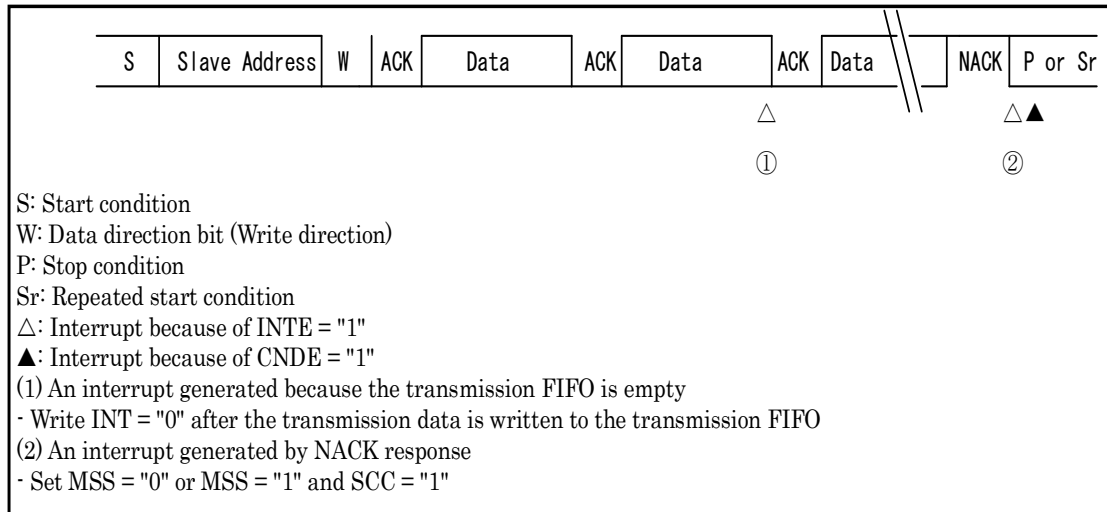 S Slave Address W ACK Data ACK Data ACK Data NACK P or Sr
△ △▲
① ②
S: Start condition
W: Data direction bit (Write direction)
P: Stop condition
Sr: Repeated start condition
△: Interrupt because of INTE = "1"
▲: Interrupt because of CNDE = "1"
(1) An interrupt generated because the transmission FIFO is empty
- Write INT = "0" after the transmission data is written to the transmission FIFO
(2) An interrupt generated by NACK response
- Set MSS = "0" or MSS = "1" and SCC = "1"